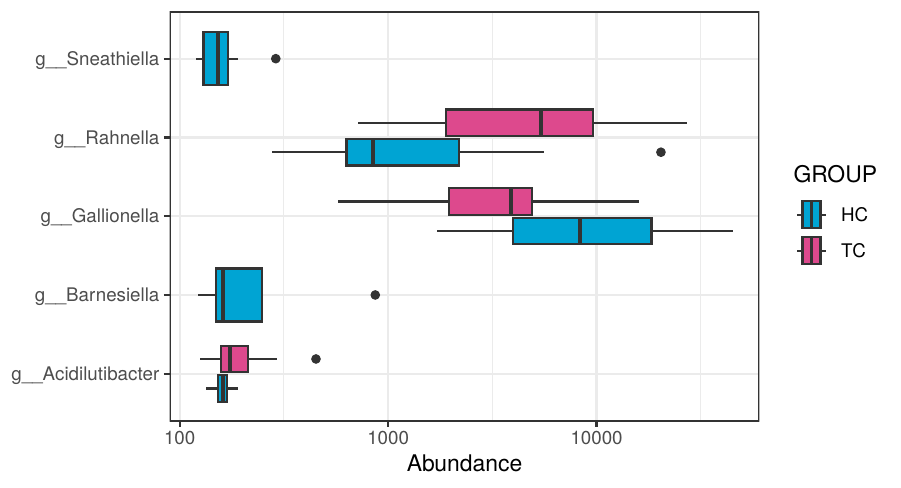 g__Sneathiella
g__Rahnella
g__Gallionella
g__Barnesiella
g__Acidilutibacter
100
1000
10000
Abundance
GROUP
HC
TC